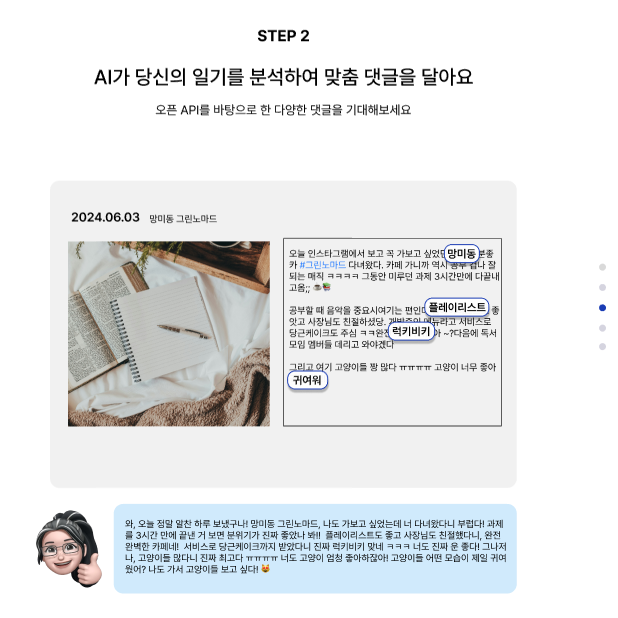 STEP 2
AI가 당신의 일기를 분석하여 맞춤 댓글을 달아요
오픈 API를 바탕으로 한 다양한 댓글을 기대해보세요
2024.06.03 망미동 그린노마드
오늘 인스타그램에서 보고 꼭 가보고 싶었던 망미동 분좋
카 #그린노마드 다녀왔다. 카페 가니까 역시 공부 겁나 잘
되는 매직 ㅋㅋㅋㅋ 그동안 미루던 과제 3시간만에 다끝내
고옴;; ☕📚
공부할 때 음악을 중요시여기는 편인데 플레이리스트 좋
앗고 사장님도 친절하셨당. 라고 서비스로
당근케이크도 주심 ㅋㅋ완전 럭키비키 ~?다음에 독서
모임 멤버들 데리고 와야겠다
그리고 여기 고양이들 짱 많다 ㅠㅠㅠㅠ 고양이 너무 좋아
귀여워
와, 오늘 정말 알찬 하루 보냈구나! 망미동 그린노마드, 나도 가보고 싶었는데 너 다녀왔다니 부럽다! 과제
를 3시간 만에 끝낸 거 보면 분위기가 진짜 좋았나 봐!! 플레이리스트도 좋고 사장님도 친절했다니, 완전
완벽한 카페네! 서비스로 당근케이크까지 받았다니 진짜 럭키비키 맞네 ㅋㅋㅋ 너도 진짜 운 좋다! 그나저
나, 고양이들 많다니 진짜 최고다 ㅠㅠㅠㅠ 너도 고양이 엄청 좋아하잖아! 고양이들 어떤 모습이 제일 귀여
웠어? 나도 가서 고양이들 보고 싶다! 😻